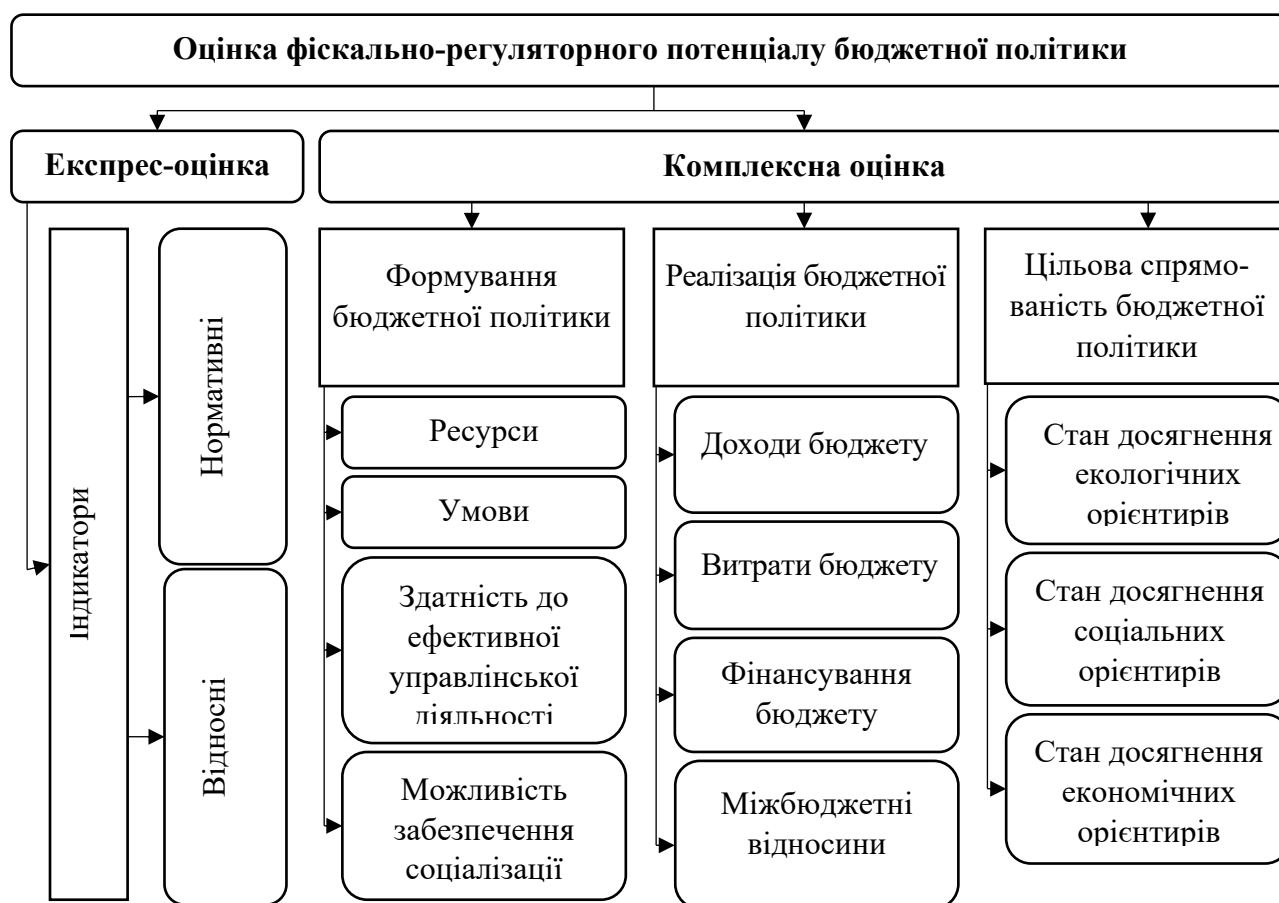 Оцінка фіскально-регуляторного потенціалу бюджетної політики
Експрес-оцінка
Комплексна оцінка
Індикатори
Нормативні
Відносні
Формування
бюджетної політики
Ресурси
Умови
Здатність до
ефективної
управлінської
діяльності
Можливість
забезпечення
соціалізації
Реалізація бюджетної
політики
Доходи бюджету
Витрати бюджету
Фінансування
бюджету
Міжбюджетні
відносини
Цільова спрямо-
ваність бюджетної
політики
Стан досягнення
екологічних
орієнтирів
Стан досягнення
соціальних
орієнтирів
Стан досягнення
економічних
орієнтирів